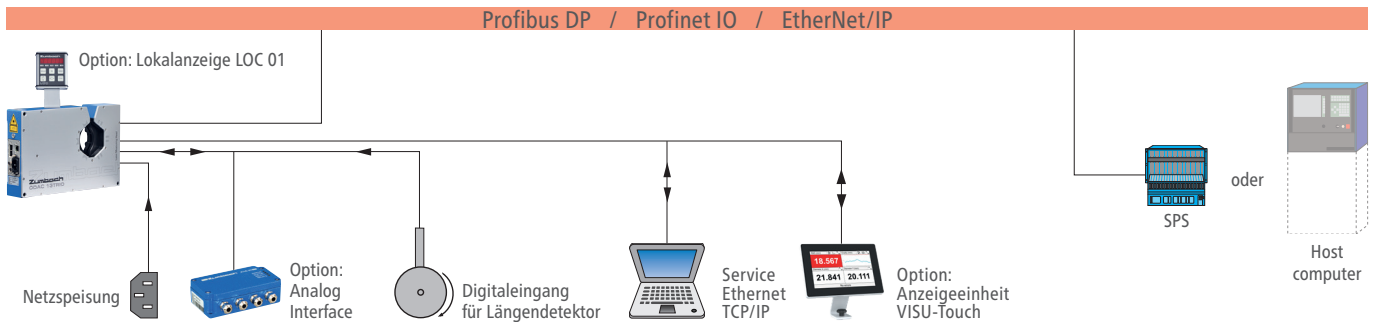 Profibus DP / Profinet IO / EtherNet/IP
Option: Lokalanzeige LOC 01
Zumbach
ODAC
Netzspeisung
Option:
Analog
Interface
Digitaleingang
für Längendetektor
Service
Ethernet
TCP/IP
18.567
21.841 20.111
Option:
Anzeigeeinheit
VISU-Touch
SPS
oder
Host
computer